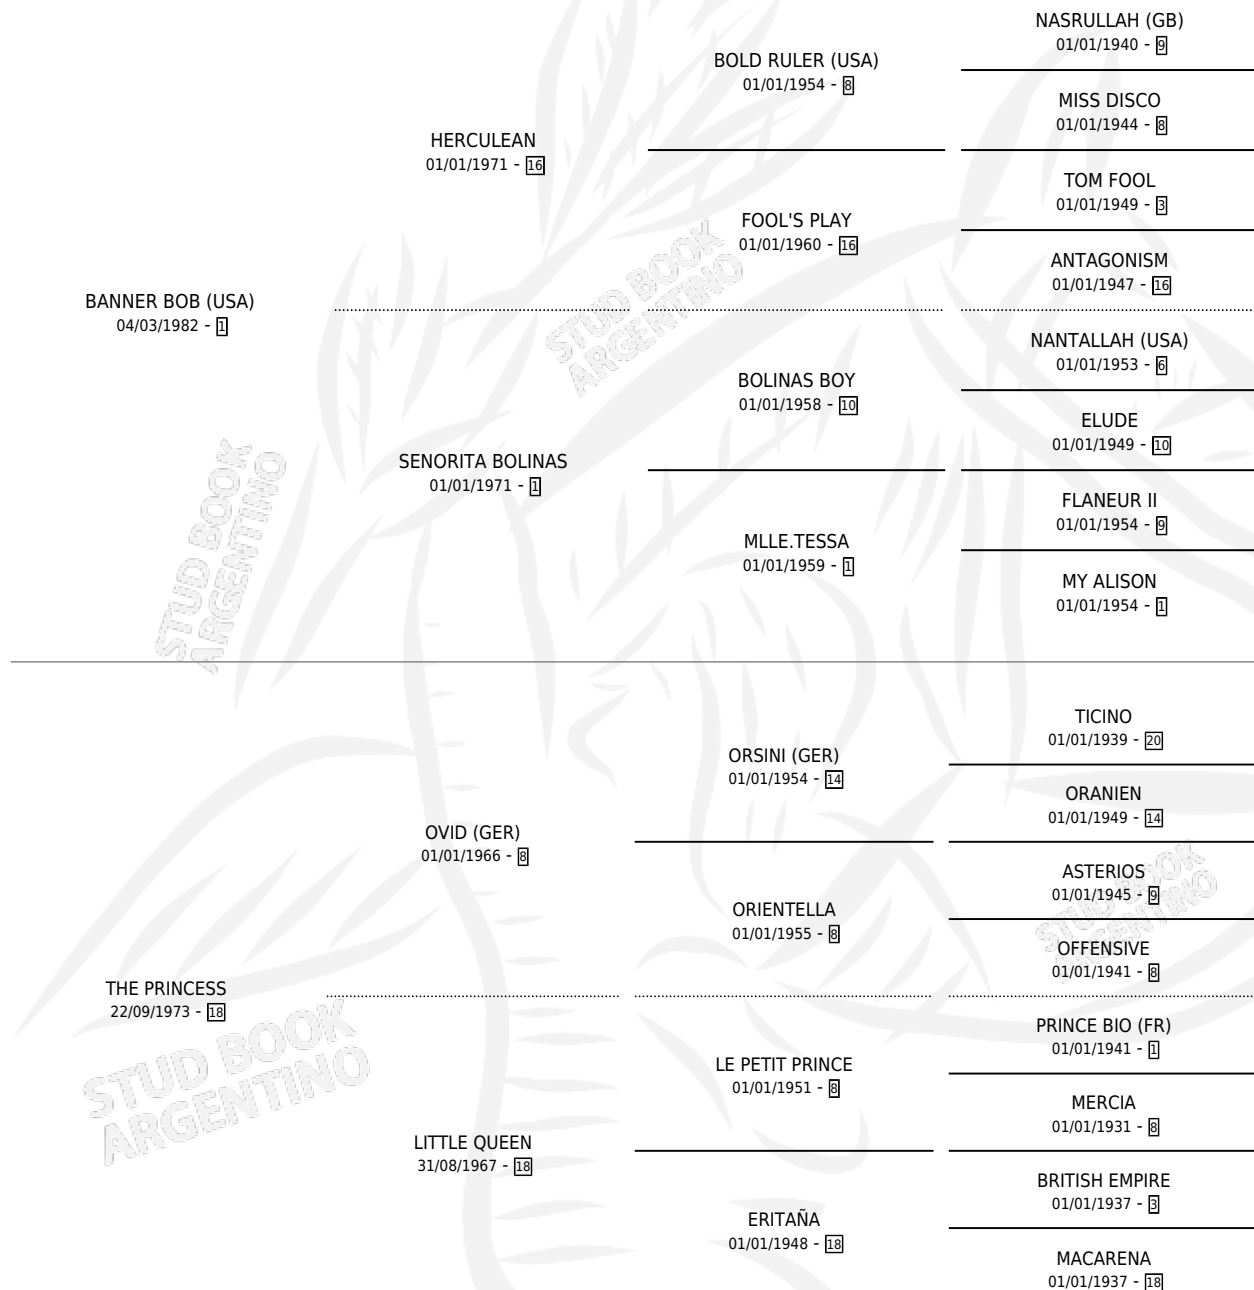 NASRULLAH (GB)
01/01/1940 - 9
BOLD RULER (USA)
01/01/1954 - 8
MISS DISCO
01/01/1944 - 8
HERCULEAN
01/01/1971 - 16
TOM FOOL
01/01/1949 - 3
FOOL'S PLAY
01/01/1960 - 16
ANTAGONISM
01/01/1947 - 16
BANNER BOB (USA)
04/03/1982 - 1
NANTALLAH (USA)
01/01/1953 - 6
BOLINAS BOY
01/01/1958 - 10
ELUDE
01/01/1949 - 10
SENORITA BOLINAS
01/01/1971 - 1
FLANEUR II
01/01/1954 - 9
MLLE.TESSA
01/01/1959 - 1
MY ALISON
01/01/1954 - 1
TICINO
01/01/1939 - 20
ORSINI (GER)
01/01/1954 - 14
ORANIEN
01/01/1949 - 14
OVID (GER)
01/01/1966 - 8
ASTERIOS
01/01/1945 - 9
ORIENTELLA
01/01/1955 - 8
OFFENSIVE
01/01/1941 - 8
THE PRINCESS
22/09/1973 - 18
PRINCE BIO (FR)
01/01/1941 - 1
LE PETIT PRINCE
01/01/1951 - 8
MERCIA
01/01/1931 - 8
LITTLE QUEEN
31/08/1967 - 18
BRITISH EMPIRE
01/01/1937 - 3
ERITAÑA
01/01/1948 - 18
MACARENA
01/01/1937 - 18
STUD BOOK
ARGENTINO
STUD BOOK
ARGENTINO
STUD BOOK
ARGENTINO
STUD BOOK
ARGENTINO